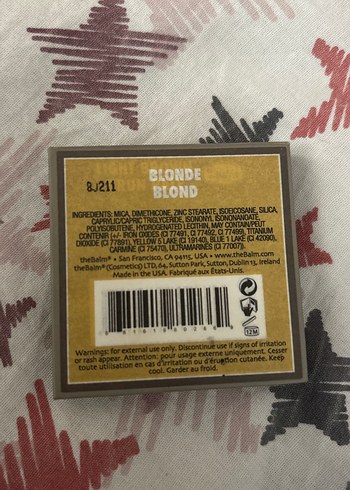 BJ211
BLONDE
BLOND
INGREDIENTS: MICA, DIMETHICONE, ZINC STEARATE, ISOEICOSANE, SILICA,
CAPRYLIC/CAPRIC TRIGLYCERIDE, ISONONYL ISONONANOATE,
POLYISOBUTENE, HYDROGENATED LECITHIN, MAY CONTAIN/PEUT
CONTENIR (+/- IRON OXIDES (CI 77491, CI 77492, CI 77499), TITANIUM
DIOXIDE (CI 77891), YELLOW 5 LAKE (CI 19140), BLUE 1 LAKE (CI 42090),
CARMINE (CI 75470), ULTRAMARINES (CI 77007)).
theBalm® • San Francisco, CA 94115, USA • www.theBalm.com
theBalm® (Cosmetics) LTD, 64, Sutton Park, Sutton, Dublin 13, Ireland
Made in the USA. Fabriqué aux États-Unis.
12M
Warnings: for external use only. Discontinue use if signs of irritation
or rash appear. Attention: pour usage externe uniquement. Cesser
toute utilisation en cas d'irritation ou d'éruption cutanée. Keep
cool. Garder au froid.